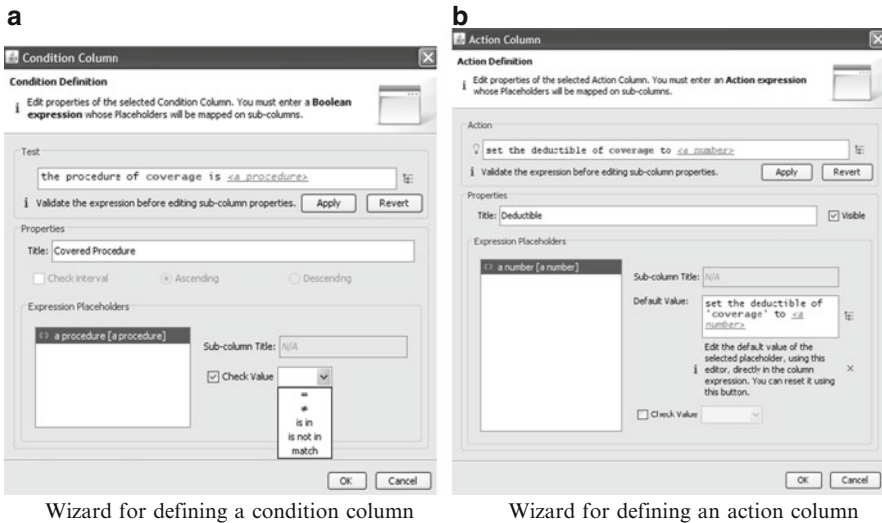 a
Condition Column
Condition Definition
i Edit properties of the selected Condition Column. You must enter a Boolean
expression whose Placeholders will be mapped on sub-columns.
Test
the procedure of coverage is <a procedure>
i Validate the expression before editing sub-column properties. Apply Revert
Properties
Title: Covered Procedure
Check interval Ascending Descending
Expression Placeholders
a procedure [a procedure]
Sub-column Title: N/A
Check Value
=
≠
is in
is not in
match
OK Cancel
Wizard for defining a condition column
b
Action Column
Action Definition
i Edit properties of the selected Action Column. You must enter an Action expression
whose Placeholders will be mapped on sub-columns.
Action
set the deductible of coverage to <a number>
i Validate the expression before editing sub-column properties. Apply Revert
Properties
Title: Deductible Visible
Expression Placeholders
a number [a number]
Sub-column Title: N/A
Default Value: set the deductible of
'coverage' to <a
number>
Edit the default value of the
selected placeholder, using this
i editor, directly in the column
expression. You can reset it using
this button.
Check Value
OK Cancel
Wizard for defining an action column